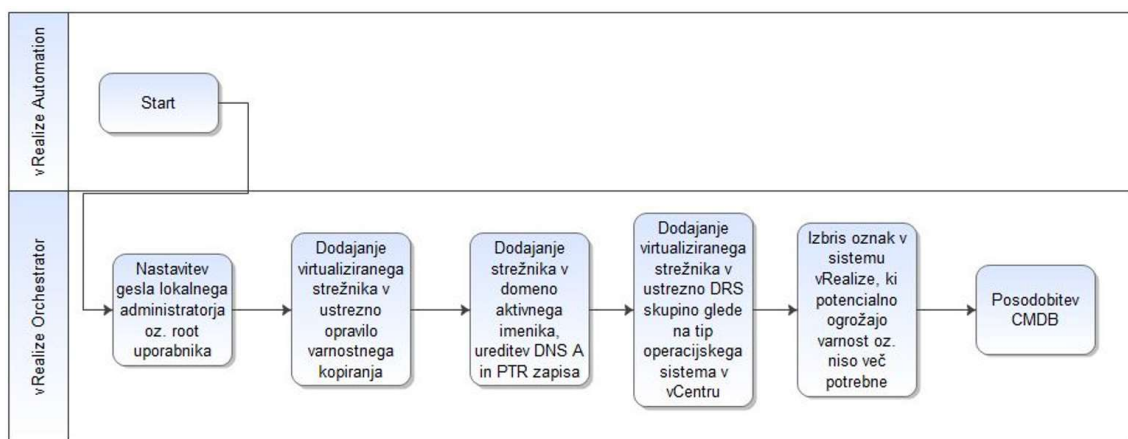 vRealize Automation
Start
vRealize Orchestrator
Nastavitev
gesla lokalnega
administratorja
oz. root
uporabnika
Dodajanje
virtualiziranega
strežnika v
ustrezno
opravilo
varnostnega
kopiranja
Dodajanje
strežnika v
domeno
aktivnega
imenika,
ureditev DNS A
in PTR zapisa
Dodajanje
virtualiziranega
strežnika v
ustrezno DRS
skupino glede
na tip
operacijskega
sistema v
vCentru
Izbris oznak v
sistemu
vRealize, ki
potencialno
ogrožajo
varnost oz.
niso več
potrebne
Posodobitev
CMDB